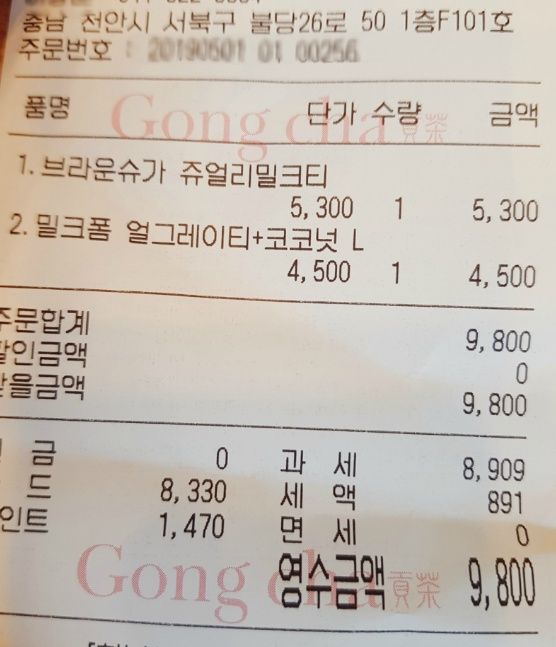 충남 천안시 서북구 불당26로 50 1층F101호
주문번호 : 20190501 01 00256
품명 단가 수량 금액
Gong cha 貢茶
1. 브라운슈가 쥬얼리밀크티
5,300 1 5,300
2. 밀크폼 얼그레이티+코코넛 L
4,500 1 4,500
주문합계 9,800
할인금액 0
받을금액 9,800
금 0 과 세 8,909
드 8,330 세 액 891
인트 1,470 면 세 0
영수금액 9,800
Gong cha 貢茶